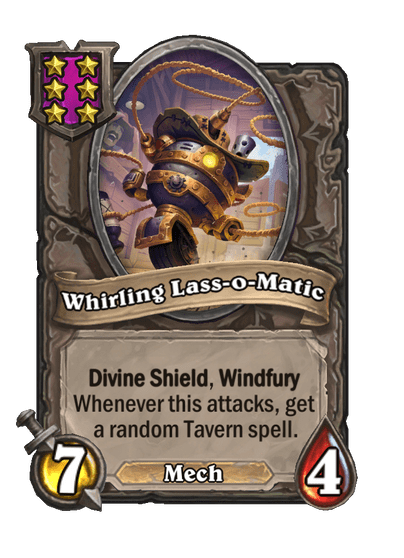 Whirling Lass-o-Matic
Divine Shield, Windfury
Whenever this attacks, get
a random Tavern spell.
7
Mech
4